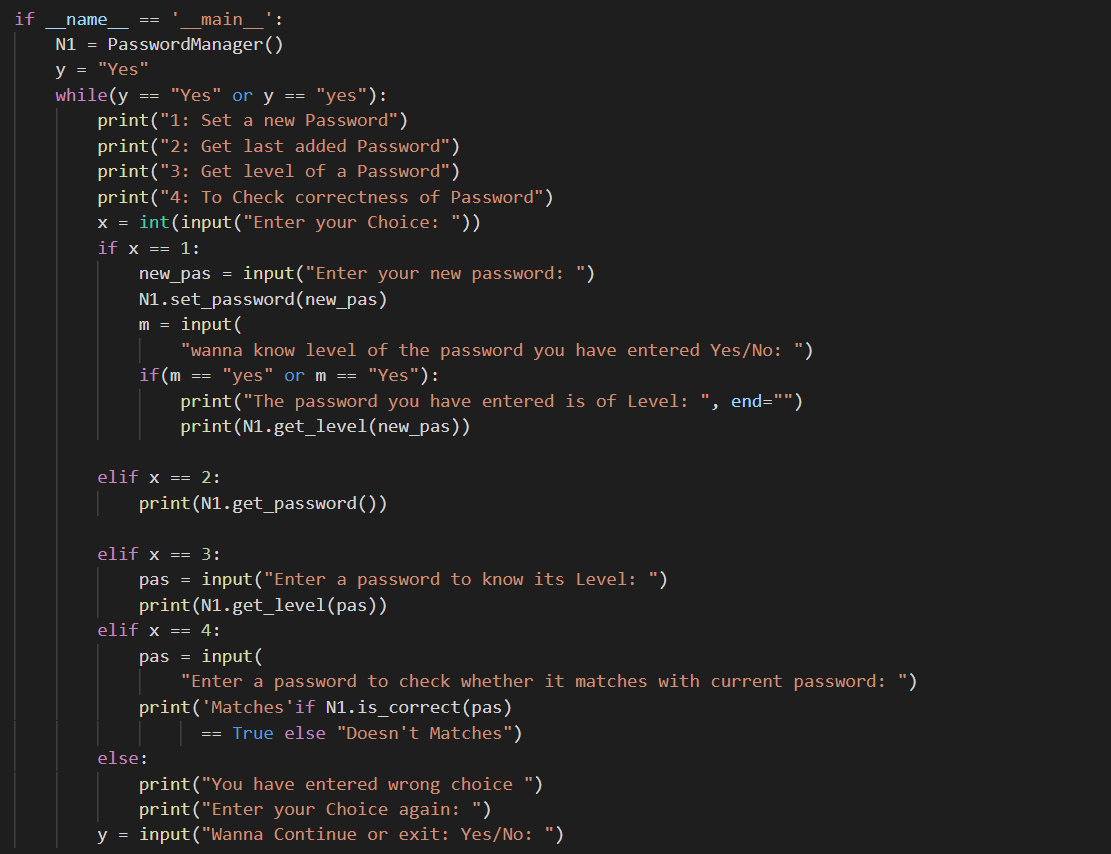 if __name__ == '__main__':
    N1 = PasswordManager()
    y = "Yes"
    while(y == "Yes" or y == "yes"):
        print("1: Set a new Password")
        print("2: Get last added Password")
        print("3: Get level of a Password")
        print("4: To Check correctness of Password")
        x = int(input("Enter your Choice: "))
        if x == 1:
            new_pas = input("Enter your new password: ")
            N1.set_password(new_pas)
            m = input(
                "wanna know level of the password you have entered Yes/No: ")
            if(m == "yes" or m == "Yes"):
                print("The password you have entered is of Level: ", end="")
                print(N1.get_level(new_pas))

        elif x == 2:
            print(N1.get_password())

        elif x == 3:
            pas = input("Enter a password to know its Level: ")
            print(N1.get_level(pas))
        elif x == 4:
            pas = input(
                "Enter a password to check whether it matches with current password: ")
            print('Matches'if N1.is_correct(pas)
                  == True else "Doesn't Matches")
        else:
            print("You have entered wrong choice ")
            print("Enter your Choice again: ")
        y = input("Wanna Continue or exit: Yes/No: ")